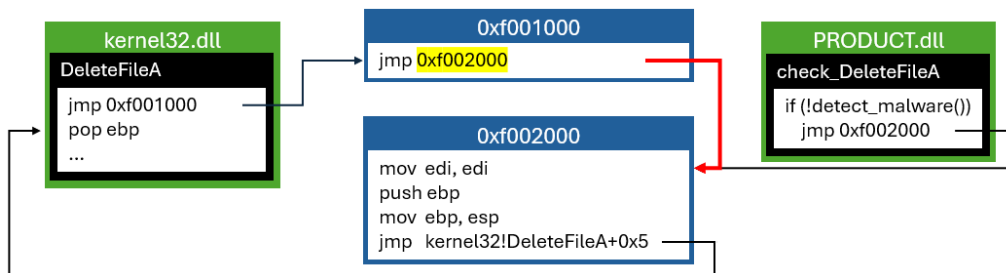 kernel32.dll
DeleteFileA
jmp 0xf001000
pop ebp
...
0xf001000
jmp 0xf002000
0xf002000
mov edi, edi
push ebp
mov ebp, esp
jmp kernel32!DeleteFileA+0x5
PRODUCT.dll
check_DeleteFileA
if (!detect_malware())
jmp 0xf002000